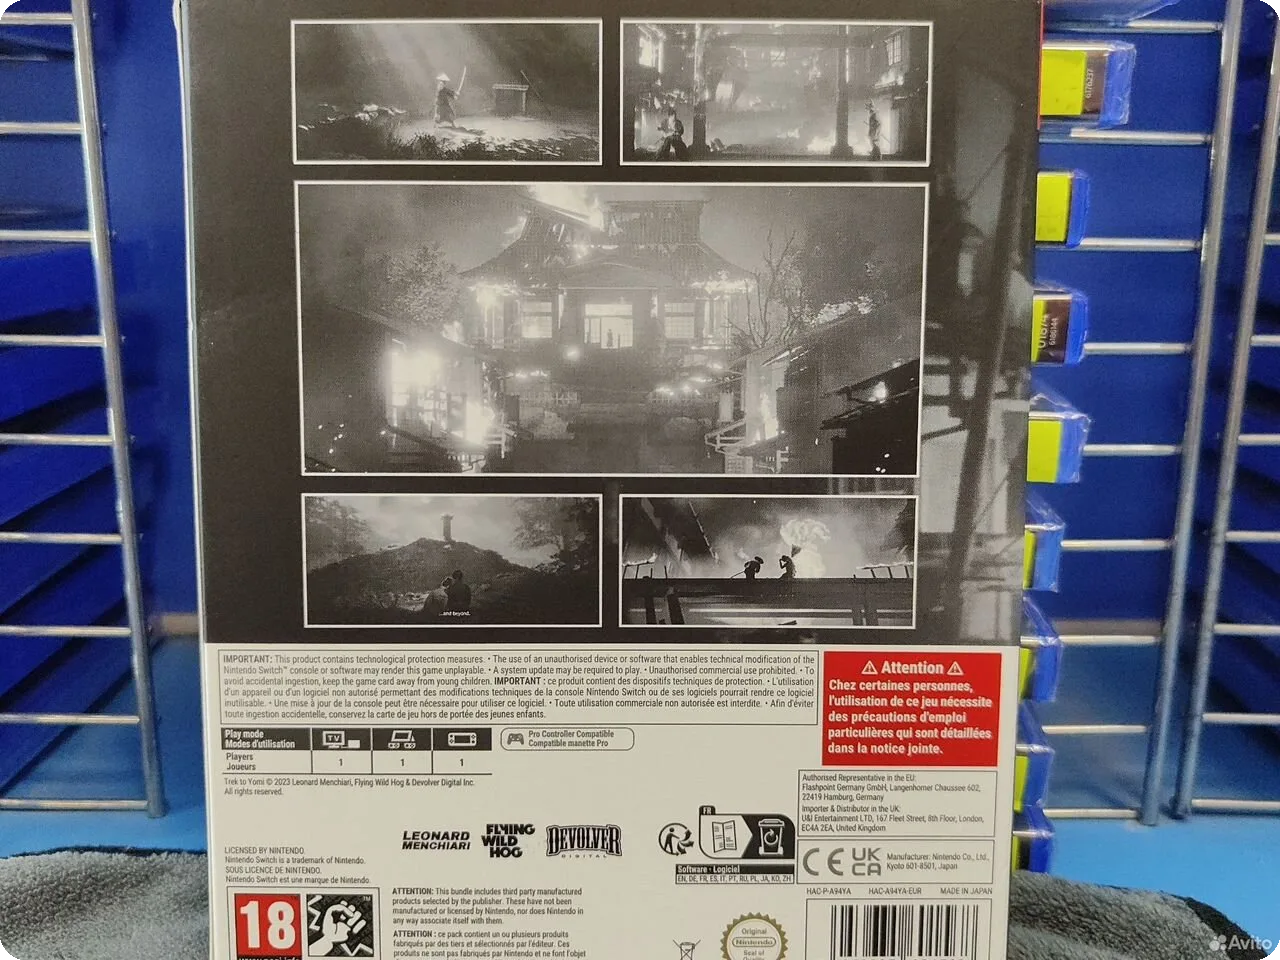 ...and beyond.
IMPORTANT: This product contains technological protection measures. • The use of an unauthorised device or software that enables technical modification of the
Nintendo Switch™ console or software may render this game unplayable. • A system update may be required to play. • Unauthorised commercial use prohibited. • To
avoid accidental ingestion, keep the game card away from young children. IMPORTANT : ce produit contient des dispositifs techniques de protection. • L'utilisation
d'un appareil ou d'un logiciel non autorisé permettant des modifications techniques de la console Nintendo Switch ou de ses logiciels pourrait rendre ce logiciel
inutilisable. • Une mise à jour de la console peut être nécessaire pour utiliser ce logiciel. • Toute utilisation commerciale non autorisée est interdite. • Afin d'éviter
toute ingestion accidentelle, conservez la carte de jeu hors de portée des jeunes enfants.
Attention
Chez certaines personnes,
l'utilisation de ce jeu nécessite
des précautions d'emploi
particulières qui sont détaillées
dans la notice jointe.
Play mode
Modes d'utilisation
TV
Players
Joueurs
1
1
1
Pro Controller Compatible
Compatible manette Pro
Trek to Yomi © 2023 Leonard Menchiari, Flying Wild Hog & Devolver Digital Inc.
All rights reserved.
Authorised Representative in the EU:
Flashpoint Germany GmbH, Langenhorner Chaussee 602,
22419 Hamburg, Germany
Importer & Distributor in the UK:
U&I Entertainment LTD, 167 Fleet Street, 8th Floor, London,
EC4A 2EA, United Kingdom
LEONARD
MENCHIARI
FLYING
WILD
HOG
DEVOLVER
DIGITAL
FR
Software • Logiciel
EN, DE, FR, ES, IT, PT, RU, PL, JA, KO, ZH
CE
UK
CA
Manufacturer: Nintendo Co., Ltd.,
Kyoto 601-8501, Japan
LICENSED BY NINTENDO.
Nintendo Switch is a trademark of Nintendo.
SOUS LICENCE DE NINTENDO.
Nintendo Switch est une marque de Nintendo.
HAC-P-A94YA
HAC-A94YA-EUR
MADE IN JAPAN
18
www.pegi.info
ATTENTION: This bundle includes third party manufactured
products selected by the publisher. These have not been
manufactured or licensed by Nintendo, nor does Nintendo in
any way associate itself with them.
ATTENTION : ce pack contient un ou plusieurs produits
fabriqués par des tiers et sélectionnés par l'éditeur. Ces
produits ne sont pas fabriqués par Nintendo et ne font l'objet
Original
Nintendo
Seal of
Quality
Avito